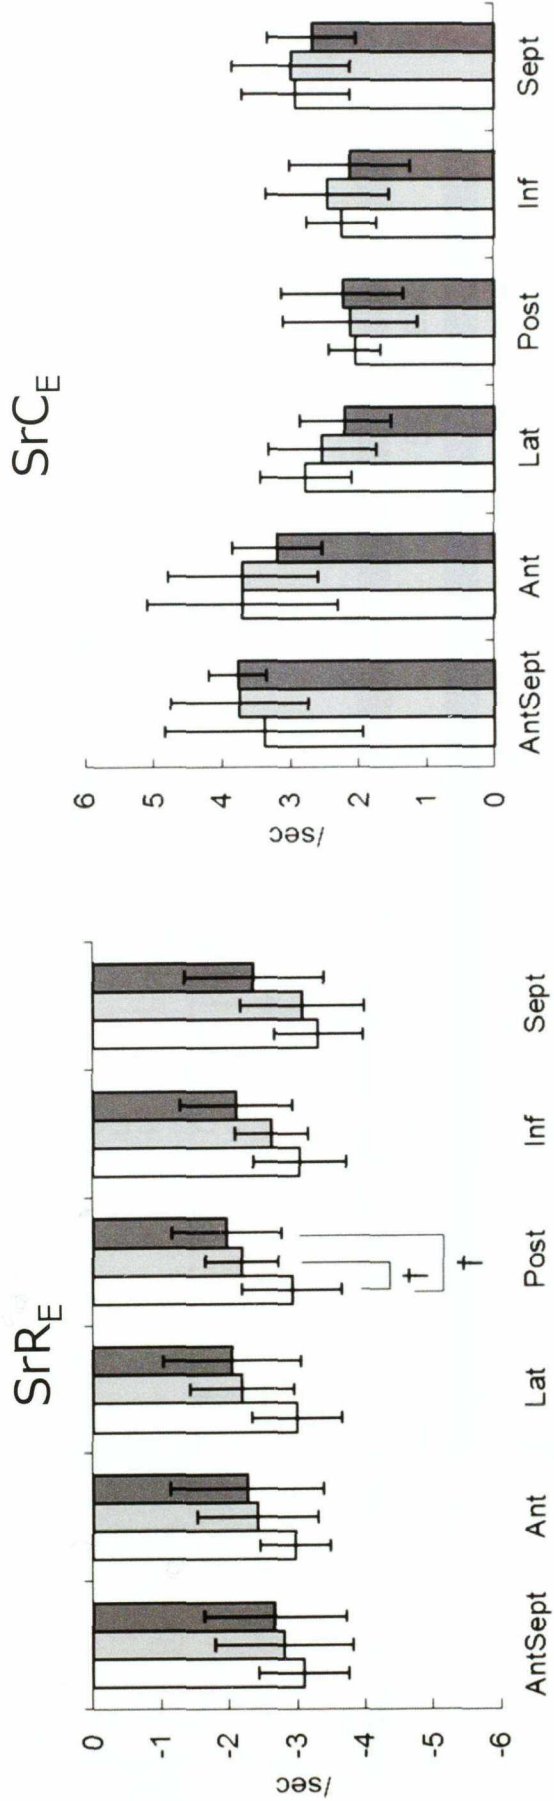 SrR_E
0
-1
-2
-3
-4
-5
-6
/sec
†
†
AntSept Ant Lat Post Inf Sept
SrC_E
6
5
4
3
2
1
0
/sec
AntSept Ant Lat Post Inf Sept